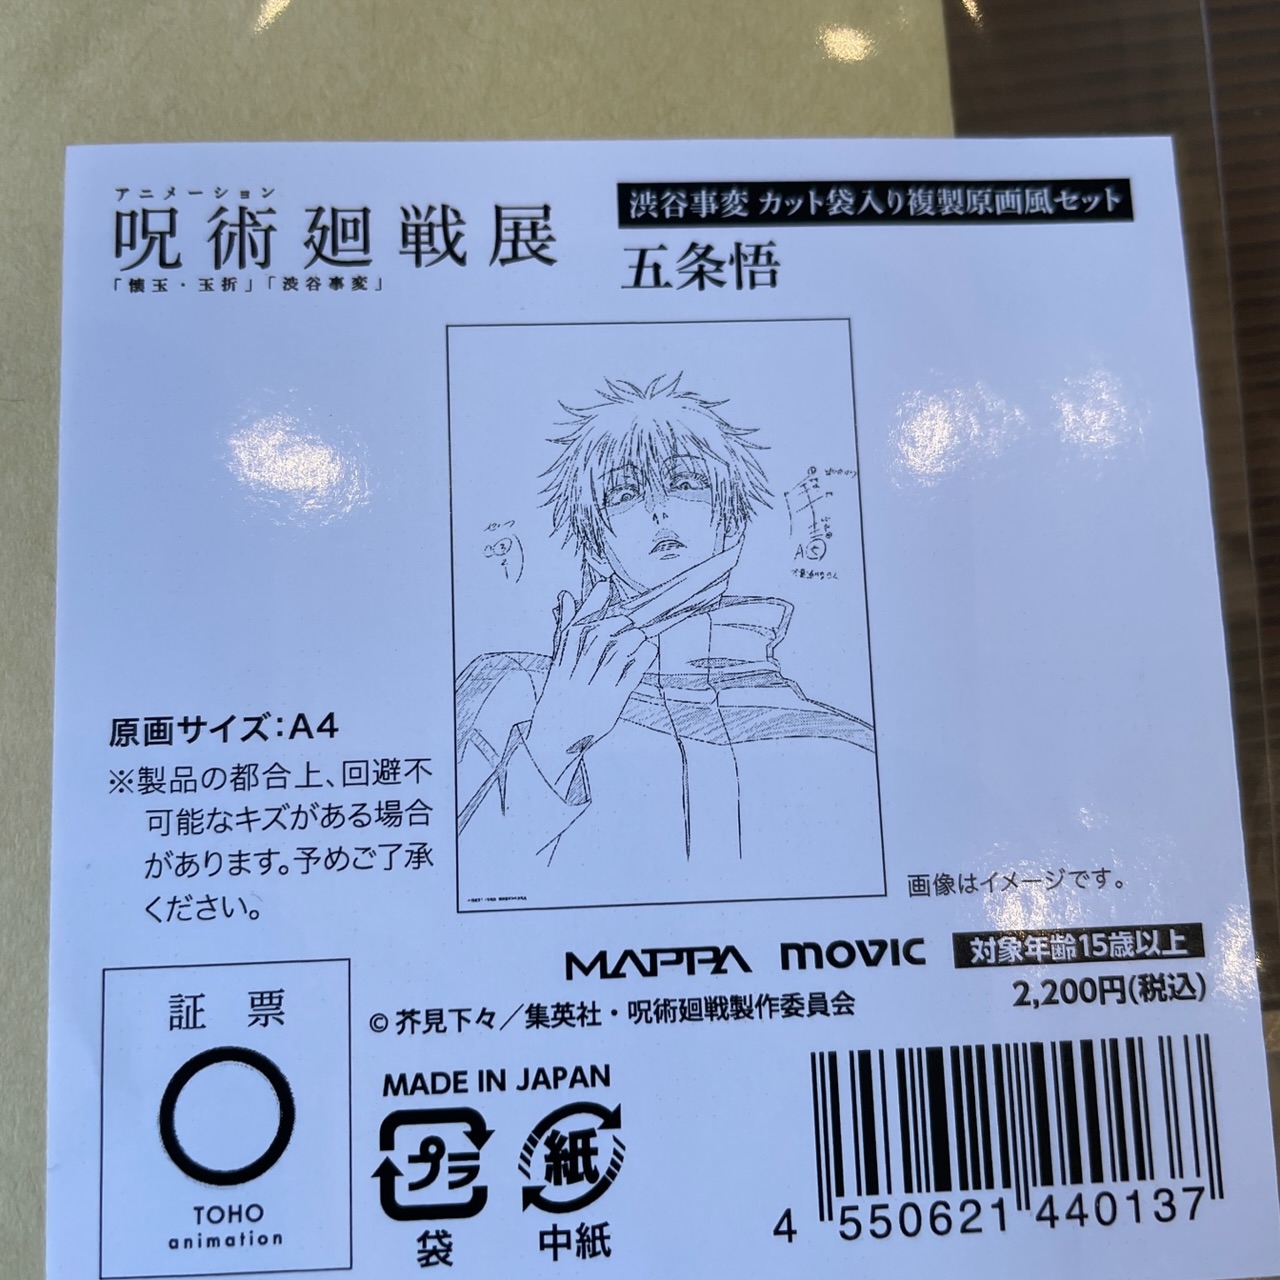 アニメーション
呪術廻戦展
「懐玉・玉折」「渋谷事変」
渋谷事変 カット袋入り複製原画風セット
五条悟
A⑤
原画サイズ:A4
※製品の都合上、回避不
可能なキズがある場合
があります。予めご了承
ください。
画像はイメージです。
MAPPA movic
対象年齢15歳以上
2,200円(税込)
©芥見下々/集英社・呪術廻戦製作委員会
証票
TOHO
animation
MADE IN JAPAN
プラ
袋
紙
中紙
4 550621 440137